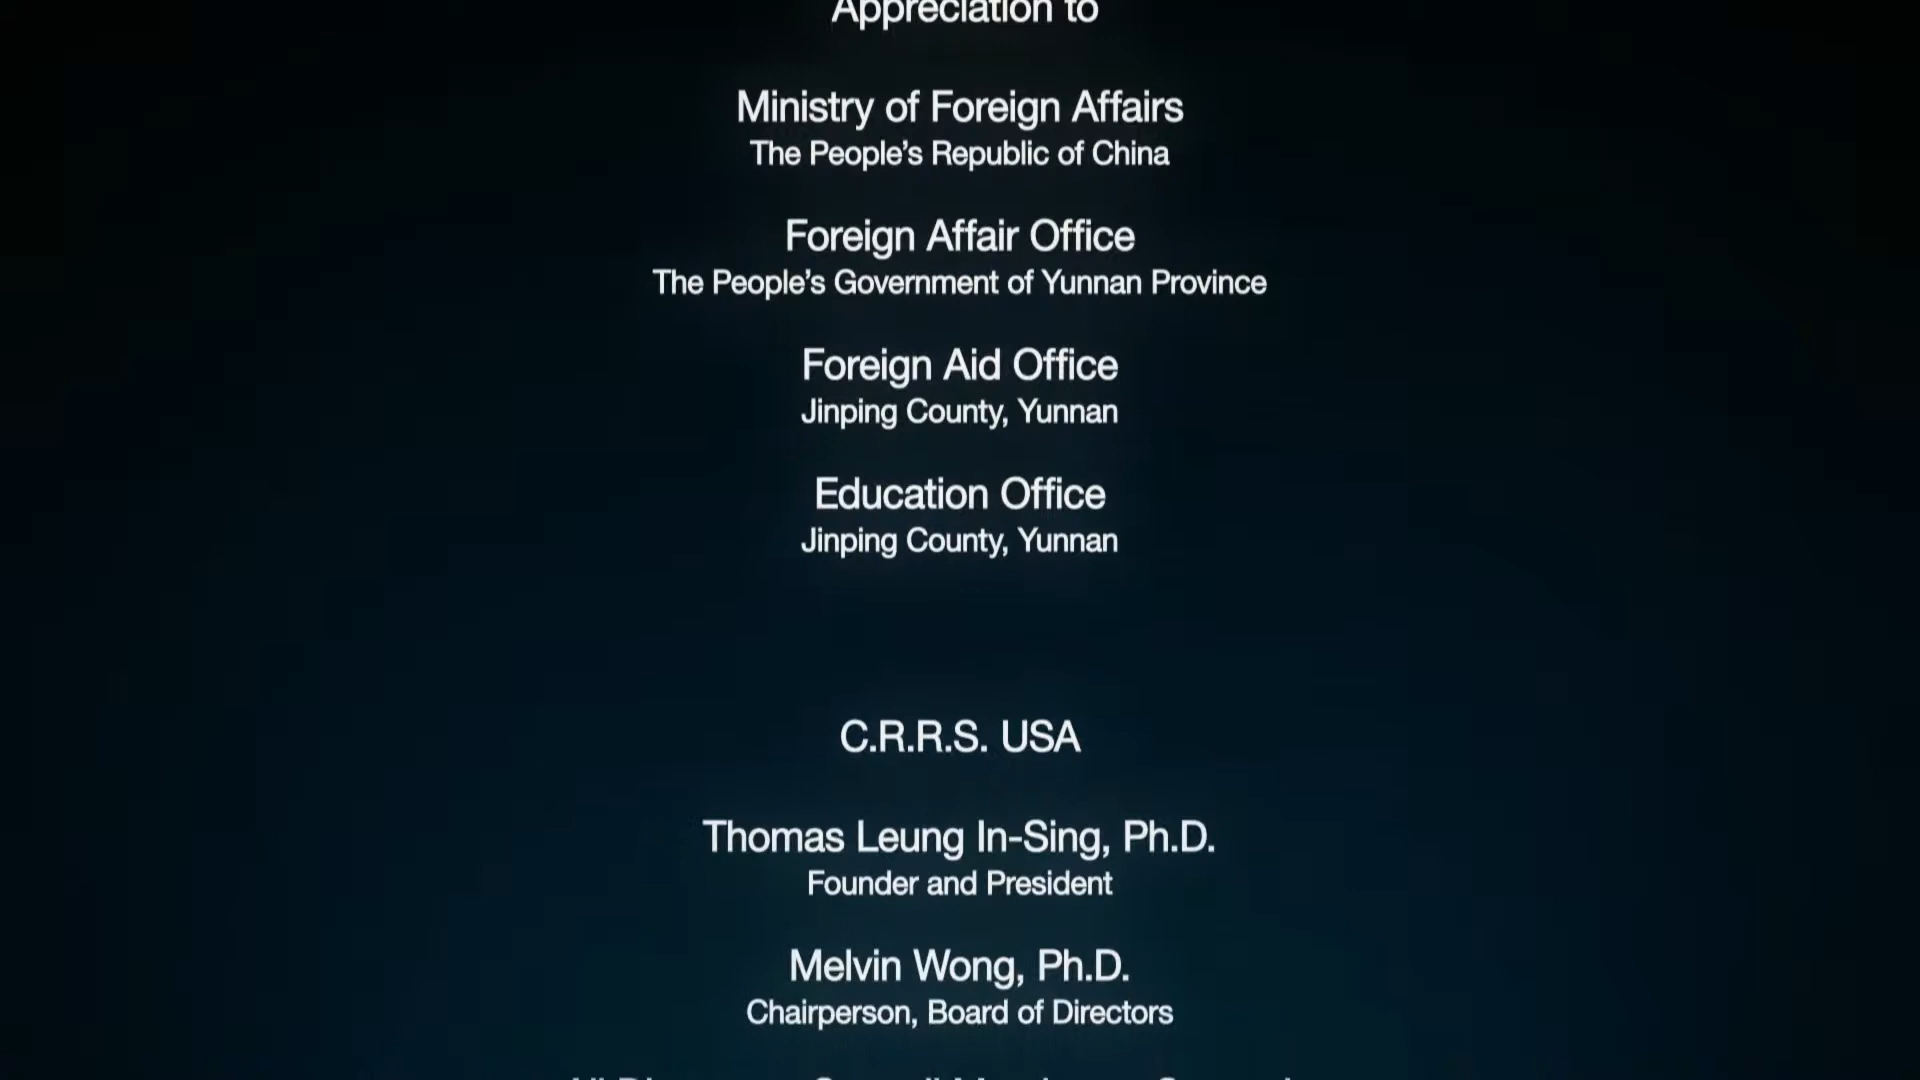 Appreciation to
Ministry of Foreign Affairs
The People’s Republic of China
Foreign Affair Office
The People’s Government of Yunnan Province
Foreign Aid Office
Jinping County, Yunnan
Education Office
Jinping County, Yunnan
C.R.R.S. USA
Thomas Leung In-Sing, Ph.D.
Founder and President
Melvin Wong, Ph.D.
Chairperson, Board of Directors